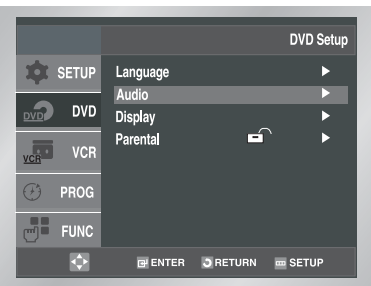 DVD Setup
SETUP
Language
Audio
DVD DVD
Display
Parental
VCR VCR
PROG
FUNC
ENTER RETURN SETUP